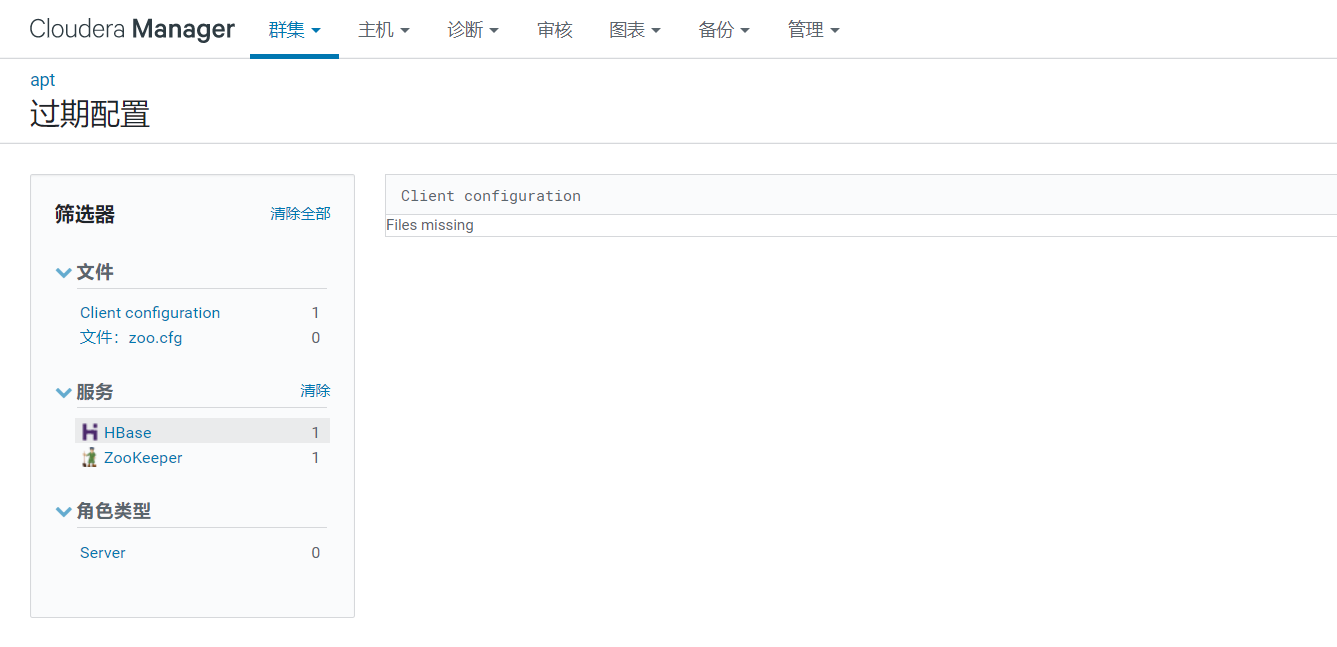 Cloudera Manager 群集 主机 诊断 审核 图表 备份 管理
apt
过期配置
筛选器 清除全部
文件
Client configuration 1
文件：zoo.cfg 0
服务 清除
HBase 1
ZooKeeper 1
角色类型
Server 0
Client configuration
Files missing